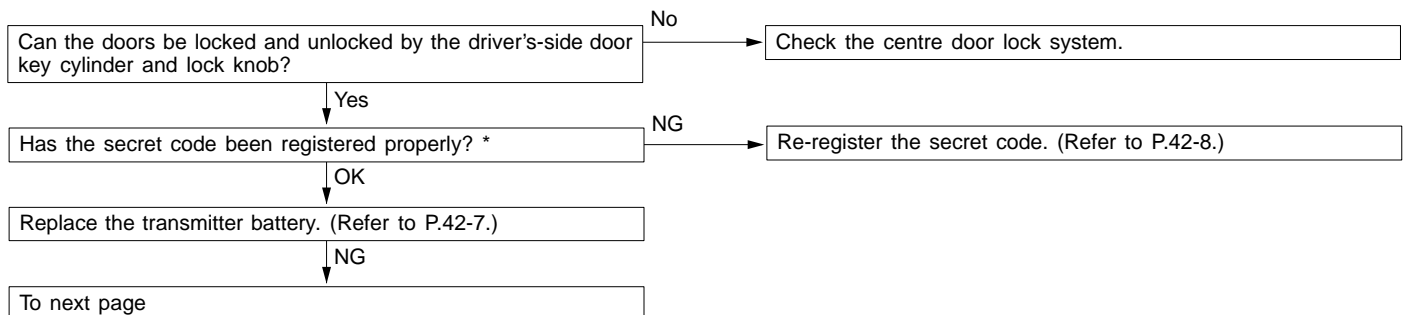 No
Can the doors be locked and unlocked by the driver's-side door
key cylinder and lock knob?
Check the centre door lock system.
Yes
Has the secret code been registered properly? *
NG
Re-register the secret code. (Refer to P.42-8.)
OK
Replace the transmitter battery. (Refer to P.42-7.)
NG
To next page